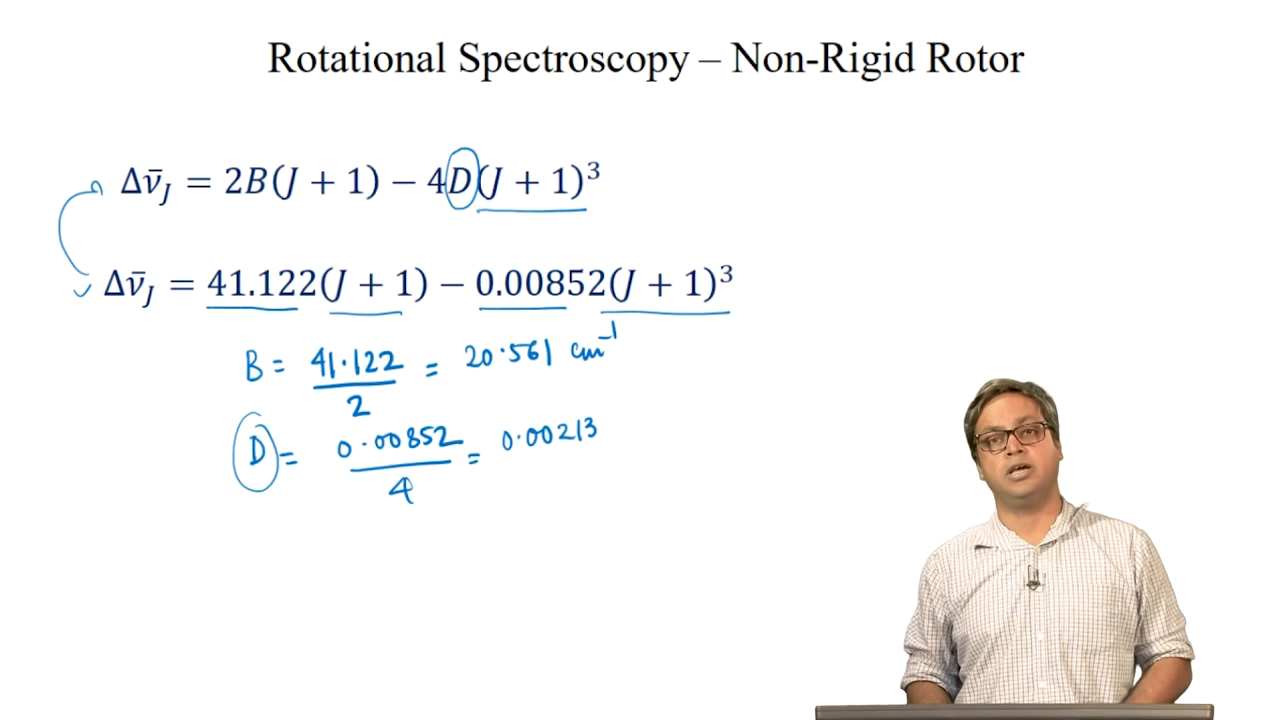 Rotational Spectroscopy – Non-Rigid Rotor
Δν̄_J = 2B(J + 1) − 4D(J + 1)³
Δν̄_J = 41.122(J + 1) − 0.00852(J + 1)³
B = 41.122 / 2 = 20.561 cm⁻¹
D = 0.00852 / 4 = 0.00213